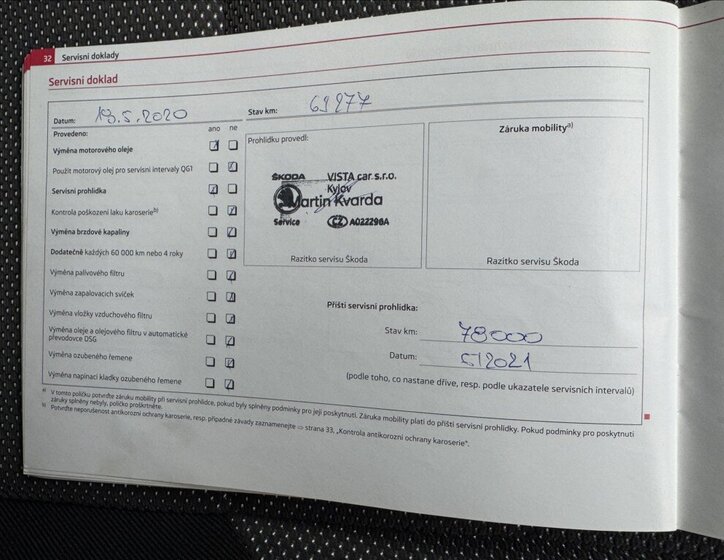 32 Servisní doklady
Servisní doklad
Datum: 19.5.2020
Stav km: 69277
Provedeno:
ano ne
Výměna motorového oleje
Použit motorový olej pro servisní intervaly QG1
Servisní prohlídka
Kontrola poškození laku karoserie b)
Výměna brzdové kapaliny
Dodatečně každých 60 000 km nebo 4 roky
Výměna palivového filtru
Výměna zapalovacích svíček
Výměna vložky vzduchového filtru
Výměna oleje a olejového filtru v automatické
převodovce DSG
Výměna ozubeného řemene
Výměna napínací kladky ozubeného řemene
Prohlídku provedl:
ŠKODA VISTA car.s.r.o.
Kyjov
Martin Kvarda
Service CZ A022296A
Razítko servisu Škoda
Záruka mobility a)
Razítko servisu Škoda
Příští servisní prohlídka:
Stav km: 78000
Datum: 5/2021
(podle toho, co nastane dříve, resp. podle ukazatele servisních intervalů)
a) V tomto políčku potvrďte záruku mobility při servisní prohlídce, pokud byly splněny podmínky pro její poskytnutí. Záruka mobility platí do příští servisní prohlídky. Pokud podmínky pro poskytnutí
záruky splněny nebyly, políčko proškrtněte.
b) Potvrďte neporušenost antikorozní ochrany karoserie, resp. případné závady zaznamenejte ⇒ strana 33, „Kontrola antikorozní ochrany karoserie“.